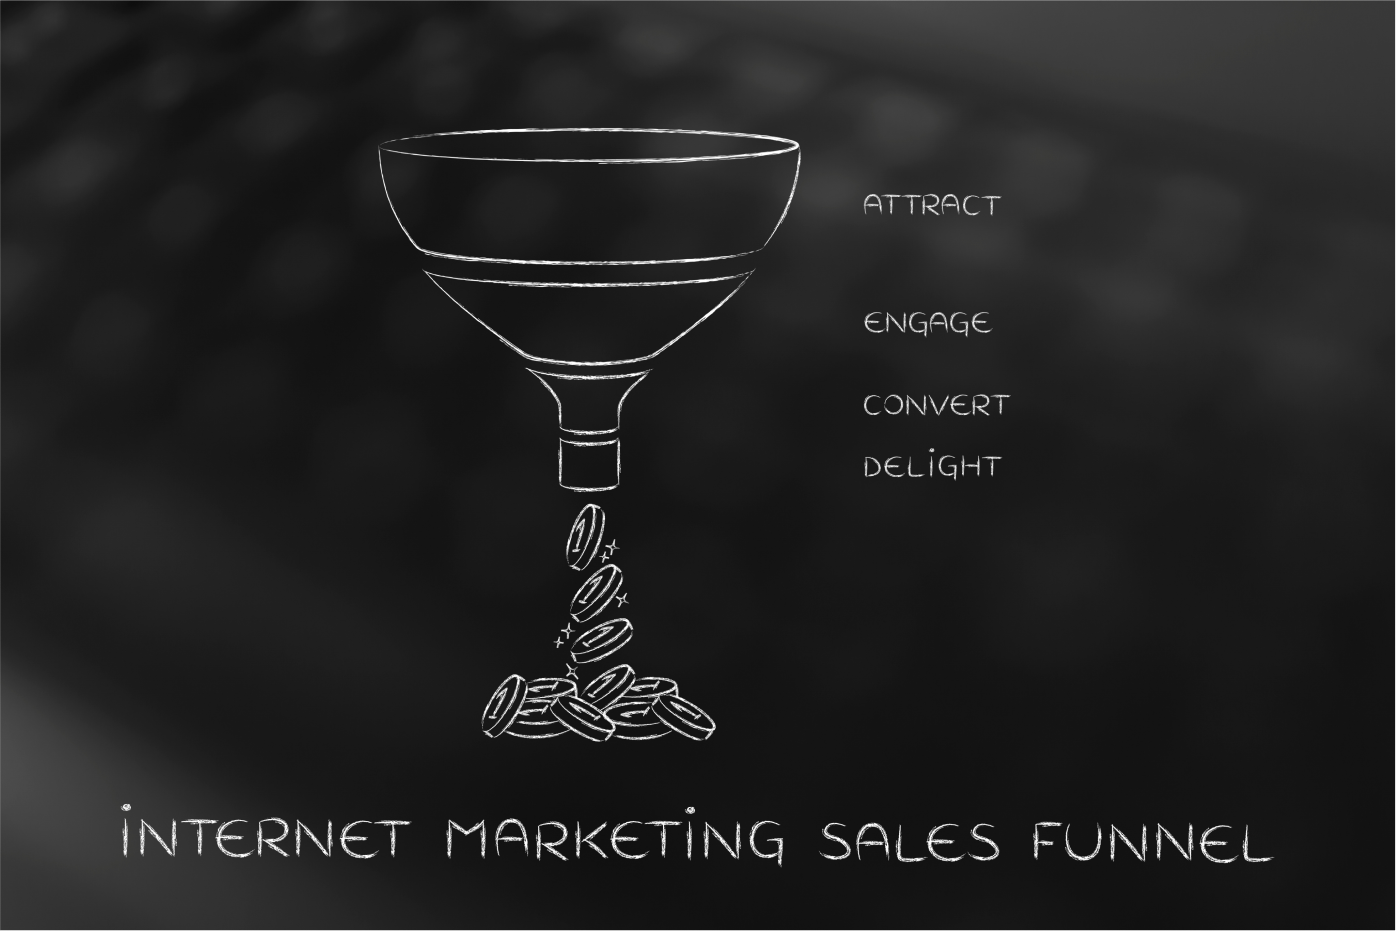 ATTRACT
ENGAGE
CONVERT
DELiGHT
iNTERNET MARKETiNG SALES FUNNEL